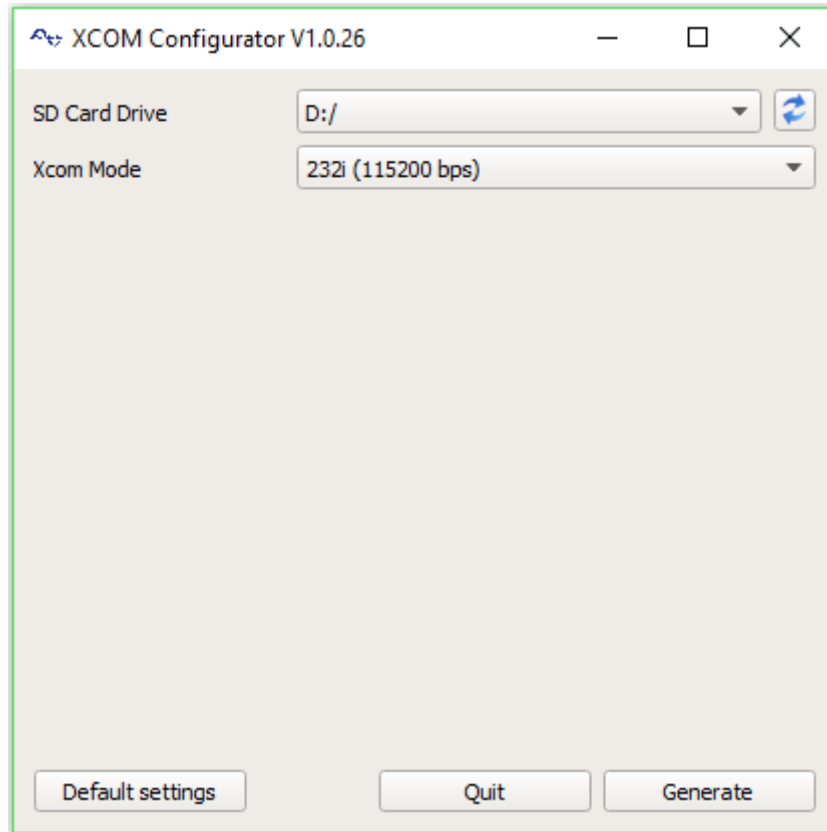 XCOM Configurator V1.0.26
SD Card Drive D:/
Xcom Mode 232i (115200 bps)
Default settings Quit Generate